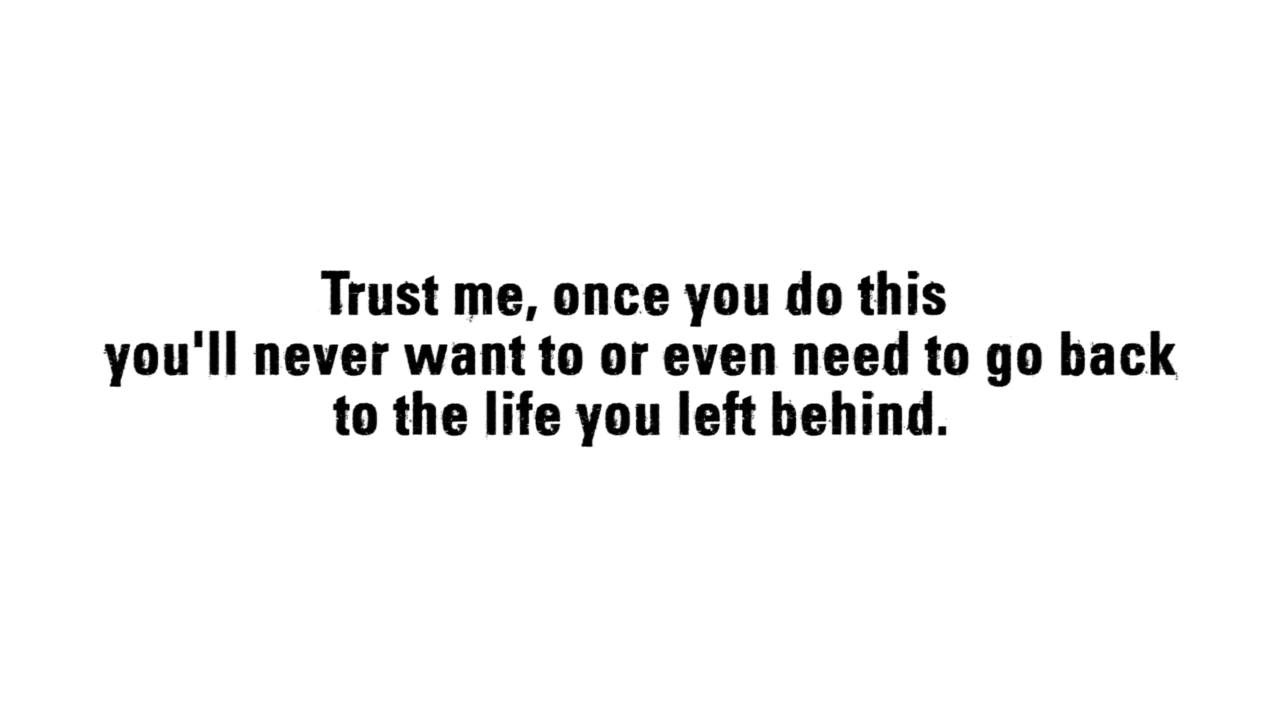 Trust me, once you do this
you'll never want to or even need to go back
to the life you left behind.